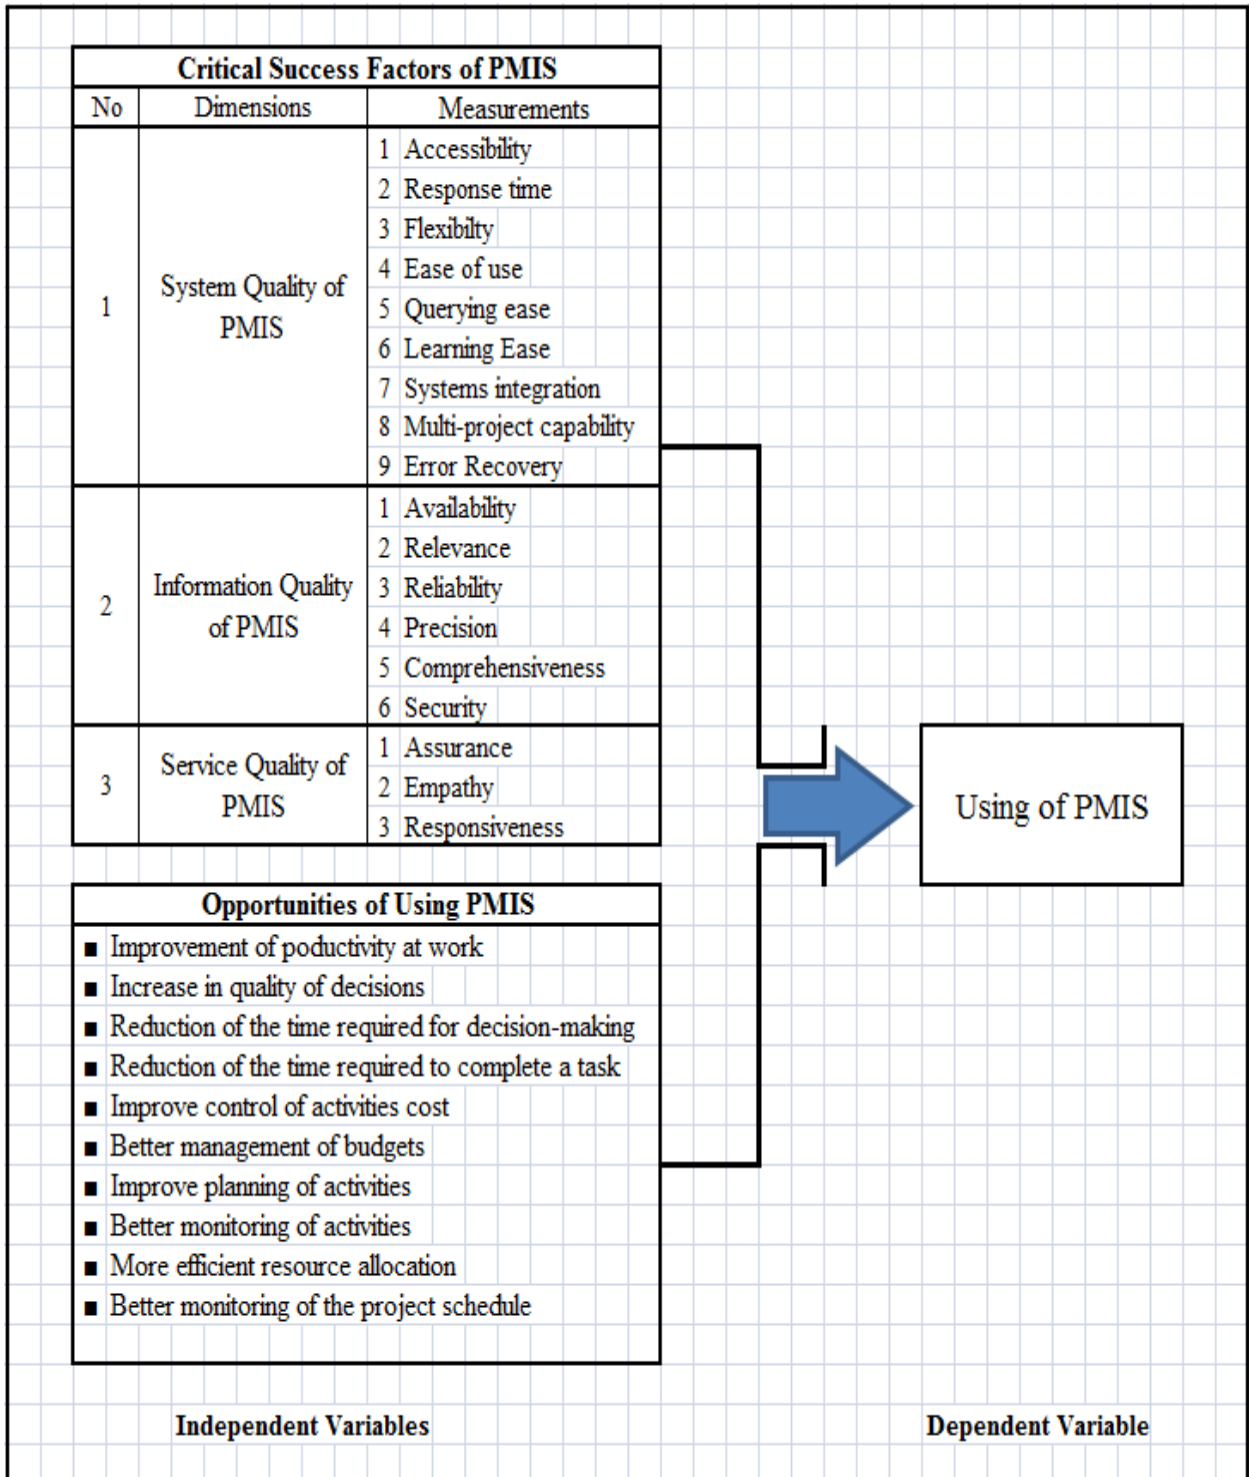 Critical Success Factors of PMIS
No Dimensions Measurements
1 System Quality of
PMIS
1 Accessibility
2 Response time
3 Flexibilty
4 Ease of use
5 Querying ease
6 Learning Ease
7 Systems integration
8 Multi-project capability
9 Error Recovery
2 Information Quality
of PMIS
1 Availability
2 Relevance
3 Reliability
4 Precision
5 Comprehensiveness
6 Security
3 Service Quality of
PMIS
1 Assurance
2 Empathy
3 Responsiveness
Using of PMIS
Opportunities of Using PMIS
■ Improvement of poductivity at work
■ Increase in quality of decisions
■ Reduction of the time required for decision-making
■ Reduction of the time required to complete a task
■ Improve control of activities cost
■ Better management of budgets
■ Improve planning of activities
■ Better monitoring of activities
■ More efficient resource allocation
■ Better monitoring of the project schedule
Independent Variables
Dependent Variable